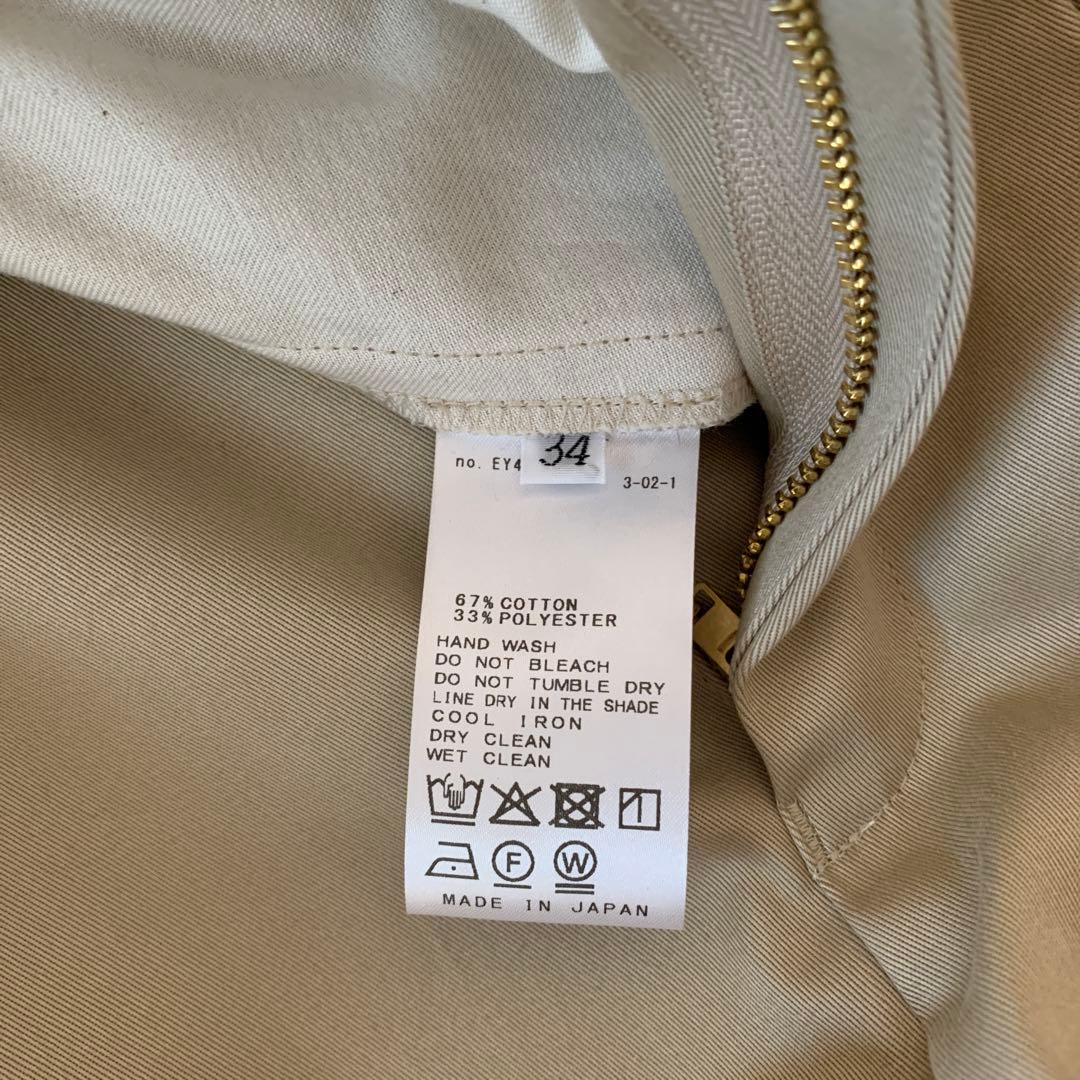 34
no. EY4
3-02-1
67% COTTON
33% POLYESTER
HAND WASH
DO NOT BLEACH
DO NOT TUMBLE DRY
LINE DRY IN THE SHADE
COOL IRON
DRY CLEAN
WET CLEAN
F W
MADE IN JAPAN